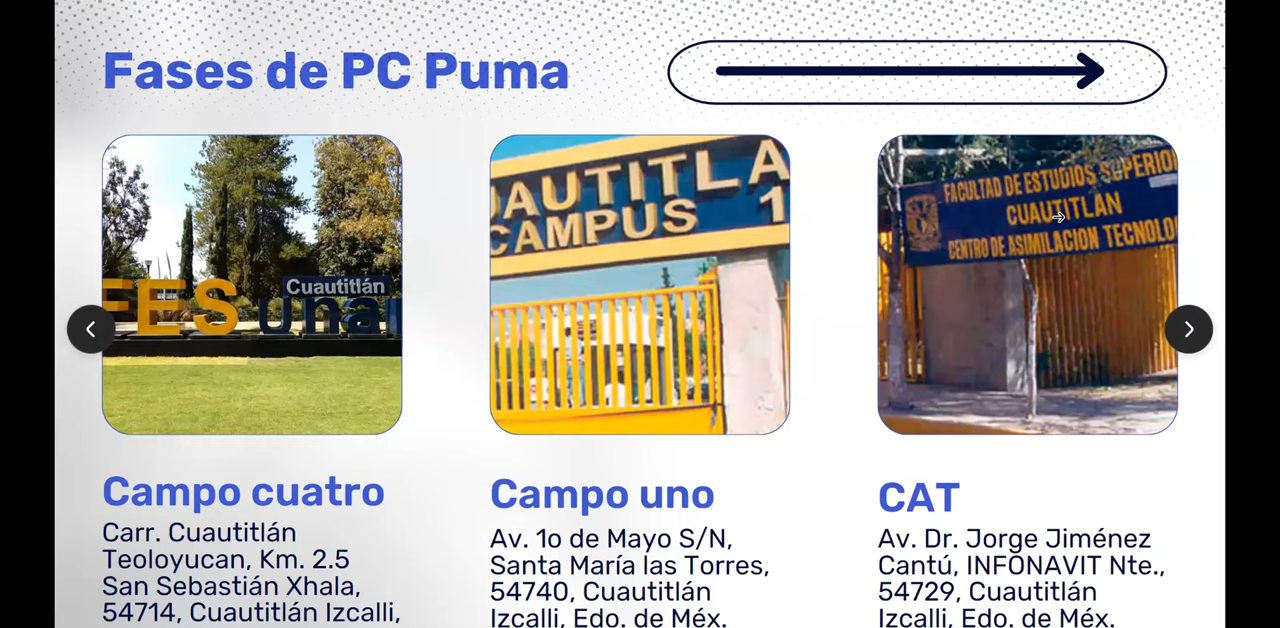 Fases de PC Puma
FES
Cuautitlán
una
UAUTITLA
CAMPUS 1
FACULTAD DE ESTUDIOS SUPERIO
CUAUTITLAN
CENTRO DE ASIMILACION TECNOLO
Campo cuatro
Carr. Cuautitlán
Teoloyucan, Km. 2.5
San Sebastián Xhala,
54714, Cuautitlán Izcalli,
Campo uno
Av. 1o de Mayo S/N,
Santa María las Torres,
54740, Cuautitlán
Izcalli, Edo. de Méx.
CAT
Av. Dr. Jorge Jiménez
Cantú, INFONAVIT Nte.,
54729, Cuautitlán
Izcalli, Edo. de Méx.